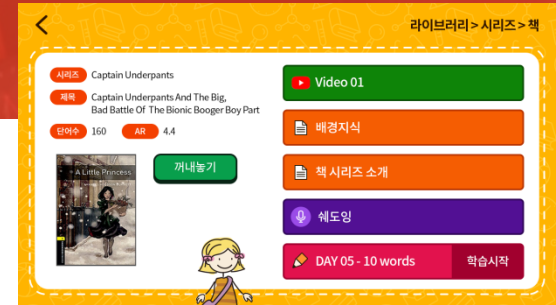 라이브러리>시리즈>책
시리즈 Captain Underpants
제목 Captain Underpants And The Big,
Bad Battle Of The Bionic Booger Boy Part
단어수 160 AR 4.4
A Little Princess
꺼내놓기
Video 01
배경지식
책 시리즈 소개
쉐도잉
DAY 05 - 10 words 학습시작